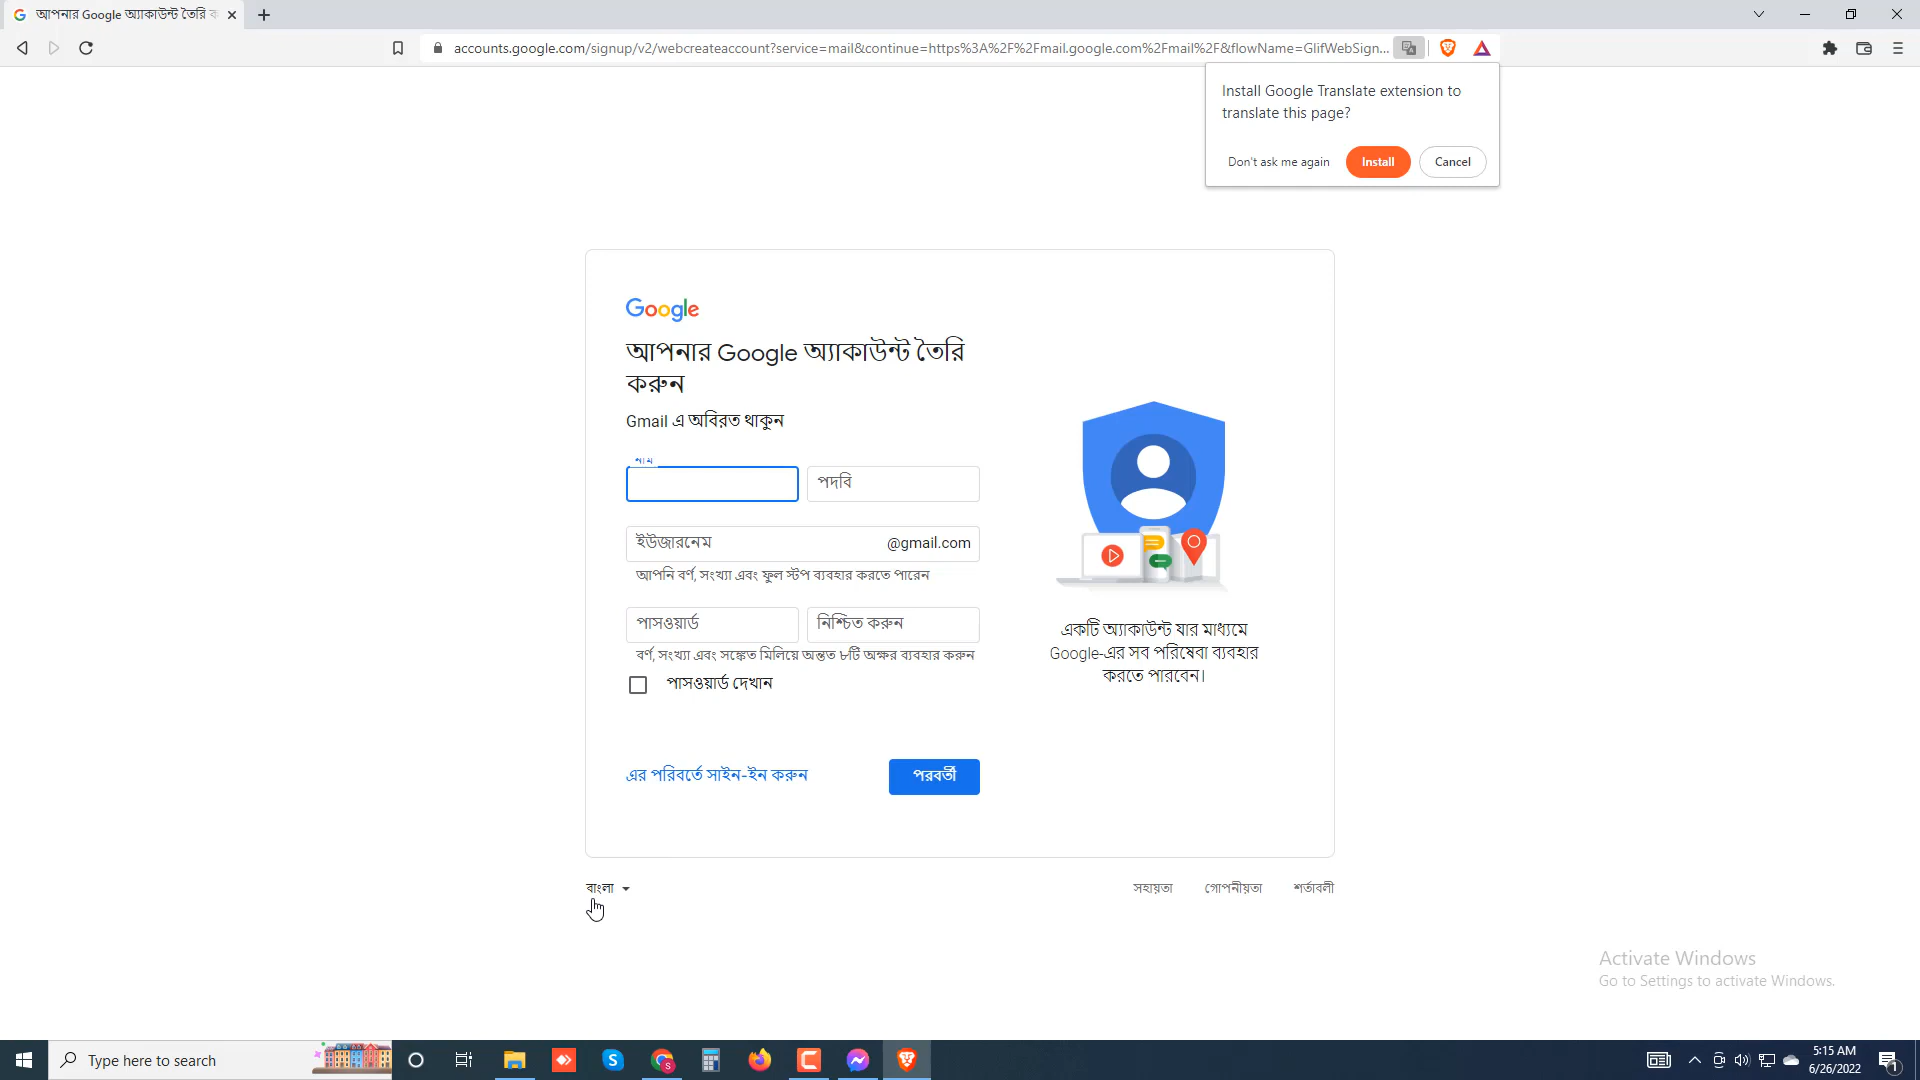 আপনার Google অ্যাকাউন্ট তৈরি ক
accounts.google.com/signup/v2/webcreateaccount?service=mail&continue=https%3A%2F%2Fmail.google.com%2Fmail%2F&flowName=GlifWebSign...
Install Google Translate extension to
translate this page?
Don't ask me again
Install
Cancel
Google
আপনার Google অ্যাকাউন্ট তৈরি
করুন
Gmail এ অবিরত থাকুন
নাম
পদবি
ইউজারনেম
@gmail.com
আপনি বর্ণ, সংখ্যা এবং ফুল স্টপ ব্যবহার করতে পারেন
পাসওয়ার্ড
নিশ্চিত করুন
বর্ণ, সংখ্যা এবং সঙ্কেত মিলিয়ে অন্তত ৮টি অক্ষর ব্যবহার করুন
পাসওয়ার্ড দেখান
একটি অ্যাকাউন্ট যার মাধ্যমে
Google-এর সব পরিষেবা ব্যবহার
করতে পারবেন।
এর পরিবর্তে সাইন-ইন করুন
পরবর্তী
বাংলা
সহায়তা
গোপনীয়তা
শর্তাবলী
Activate Windows
Go to Settings to activate Windows.
Type here to search
5:15 AM
6/26/2022
1